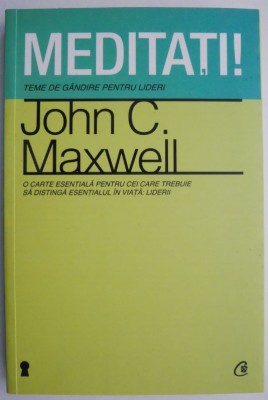 MEDITAȚI!
TEME DE GÂNDIRE PENTRU LIDERI
John C.
Maxwell
O CARTE ESENȚIALĂ PENTRU CEI CARE TREBUIE
SĂ DISTINGĂ ESENȚIALUL ÎN VIAȚĂ: LIDERII